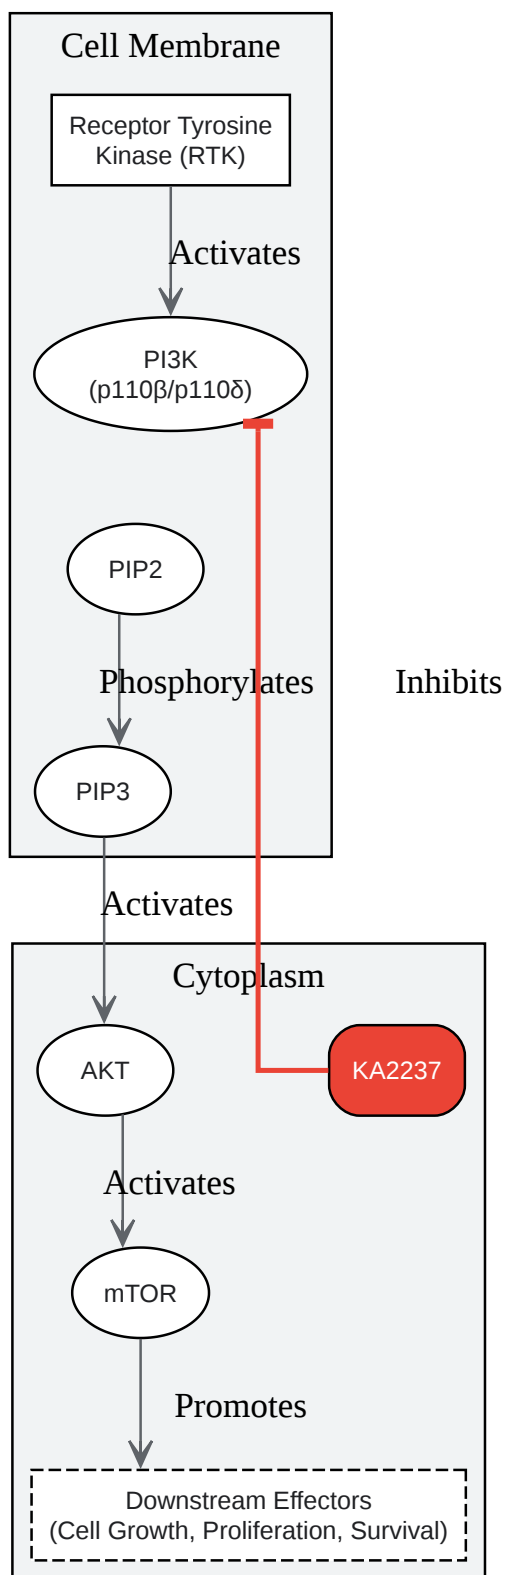 Cell Membrane
Receptor Tyrosine
Kinase (RTK)
Activates
PI3K
(p110β/p110δ)
PIP2
Phosphorylates
Inhibits
PIP3
Activates
Cytoplasm
AKT
KA2237
Activates
mTOR
Promotes
Downstream Effectors
(Cell Growth, Proliferation, Survival)